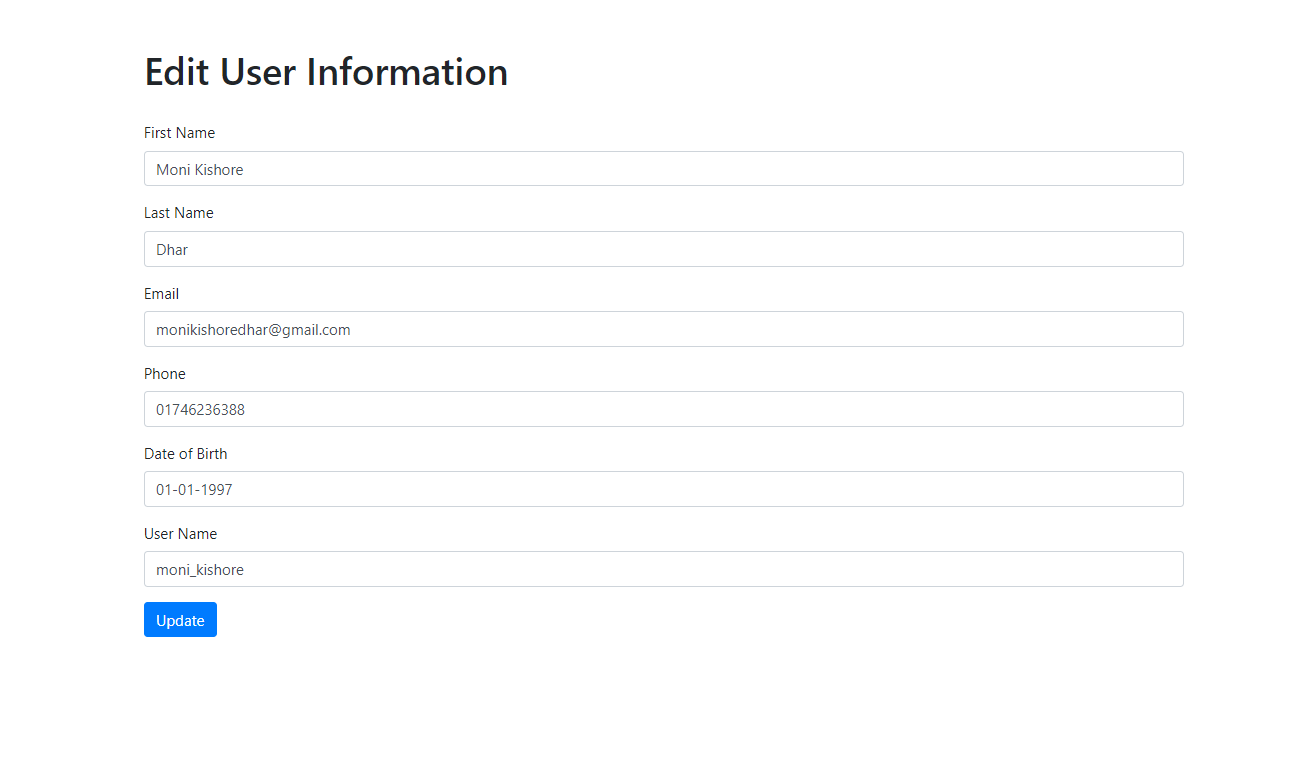 Edit User Information
First Name
Moni Kishore
Last Name
Dhar
Email
monikishoredhar@gmail.com
Phone
01746236388
Date of Birth
01-01-1997
User Name
moni_kishore
Update